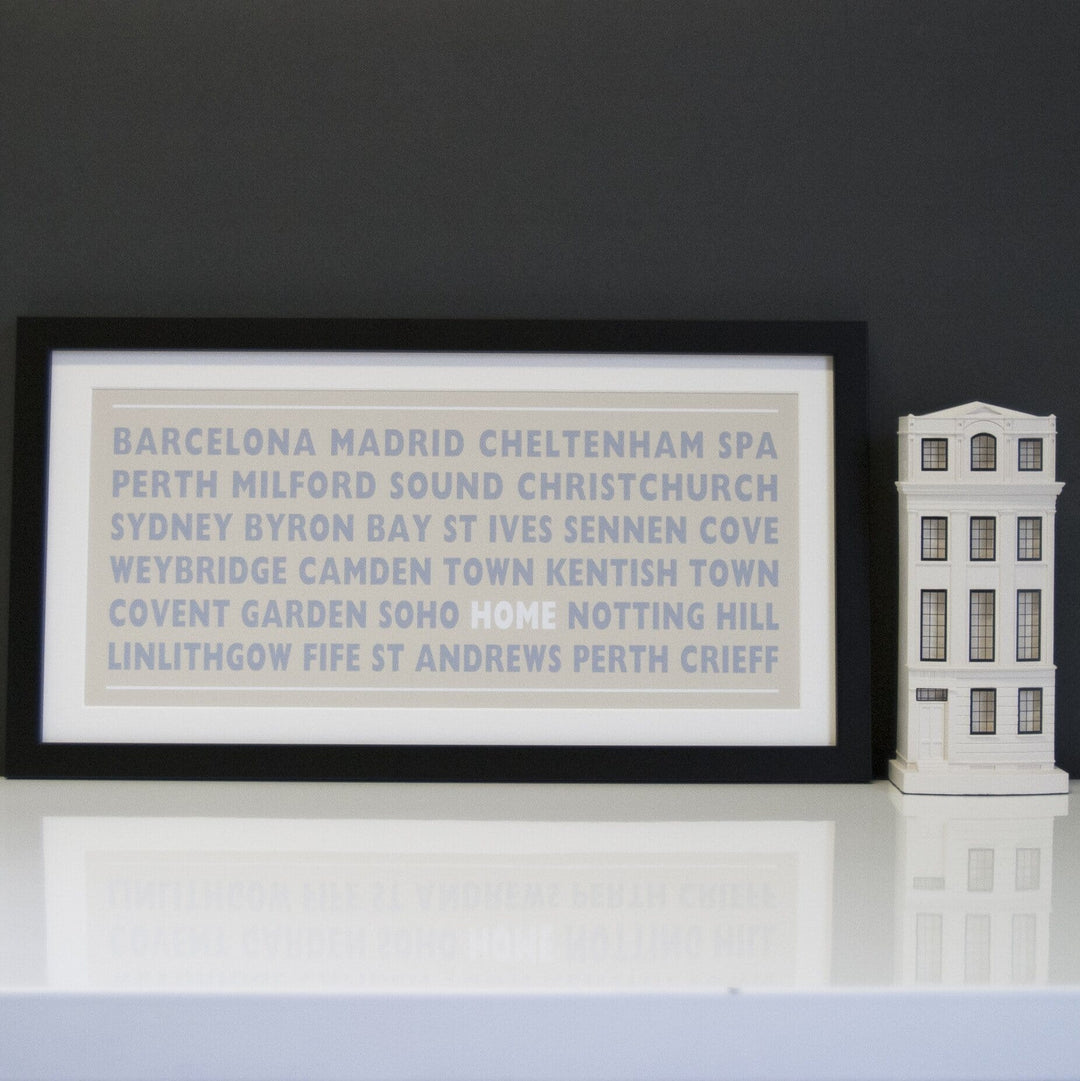 BARCELONA MADRID CHELTENHAM SPA
PERTH MILFORD SOUND CHRISTCHURCH
SYDNEY BYRON BAY ST IVES SENNEN COVE
WEYBRIDGE CAMDEN TOWN KENTISH TOWN
COVENT GARDEN SOHO HOME NOTTING HILL
LINLITHGOW FIFE ST ANDREWS PERTH CRIEFF